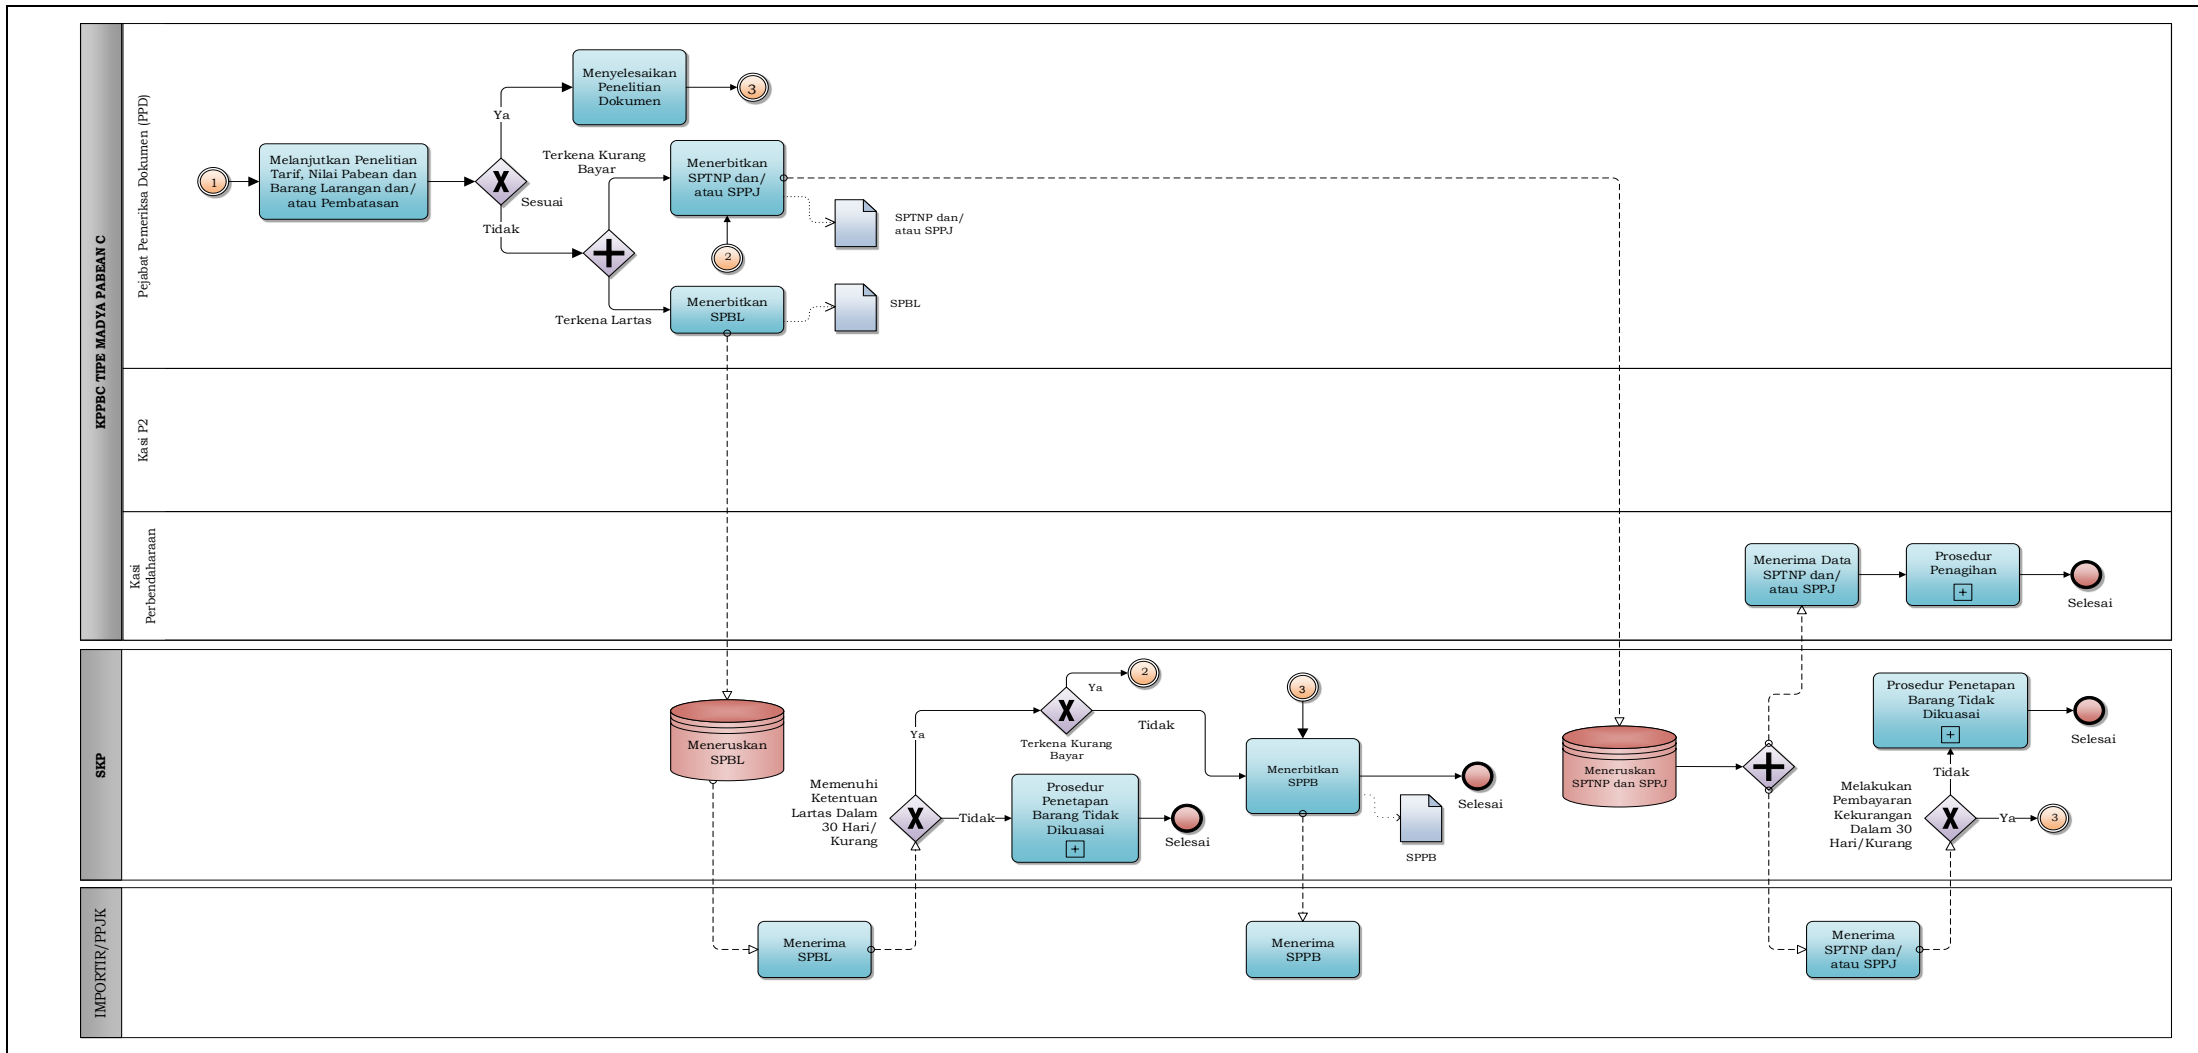 KPPBC TIPE MADYA PABEAN C
Pejabat Pemeriksa Dokumen (PPD)
1
Melanjutkan Penelitian
Tarif, Nilai Pabean dan
Barang Larangan dan/
atau Pembatasan
Ya
Sesuai
Tidak
Menyelesaikan
Penelitian
Dokumen
3
Terkena Kurang
Bayar
Menerbitkan
SPTNP dan/
atau SPPJ
SPTNP dan/
atau SPPJ
2
Terkena Lartas
Menerbitkan
SPBL
SPBL
Kasi P2
Kasi
Perbendaharaan
Menerima Data
SPTNP dan/
atau SPPJ
Prosedur
Penagihan
Selesai
SKP
Meneruskan
SPBL
Memenuhi
Ketentuan
Lartas Dalam
30 Hari/
Kurang
Ya
Tidak
Terkena Kurang
Bayar
Ya
2
Tidak
Prosedur
Penetapan
Barang Tidak
Dikuasai
Selesai
3
Menerbitkan
SPPB
SPPB
Selesai
Meneruskan
SPTNP dan SPPJ
Prosedur Penetapan
Barang Tidak
Dikuasai
Selesai
Tidak
Melakukan
Pembayaran
Kekurangan
Dalam 30
Hari/Kurang
Ya
3
IMPORTIR/PPJK
Menerima
SPBL
Menerima
SPPB
Menerima
SPTNP dan/
atau SPPJ